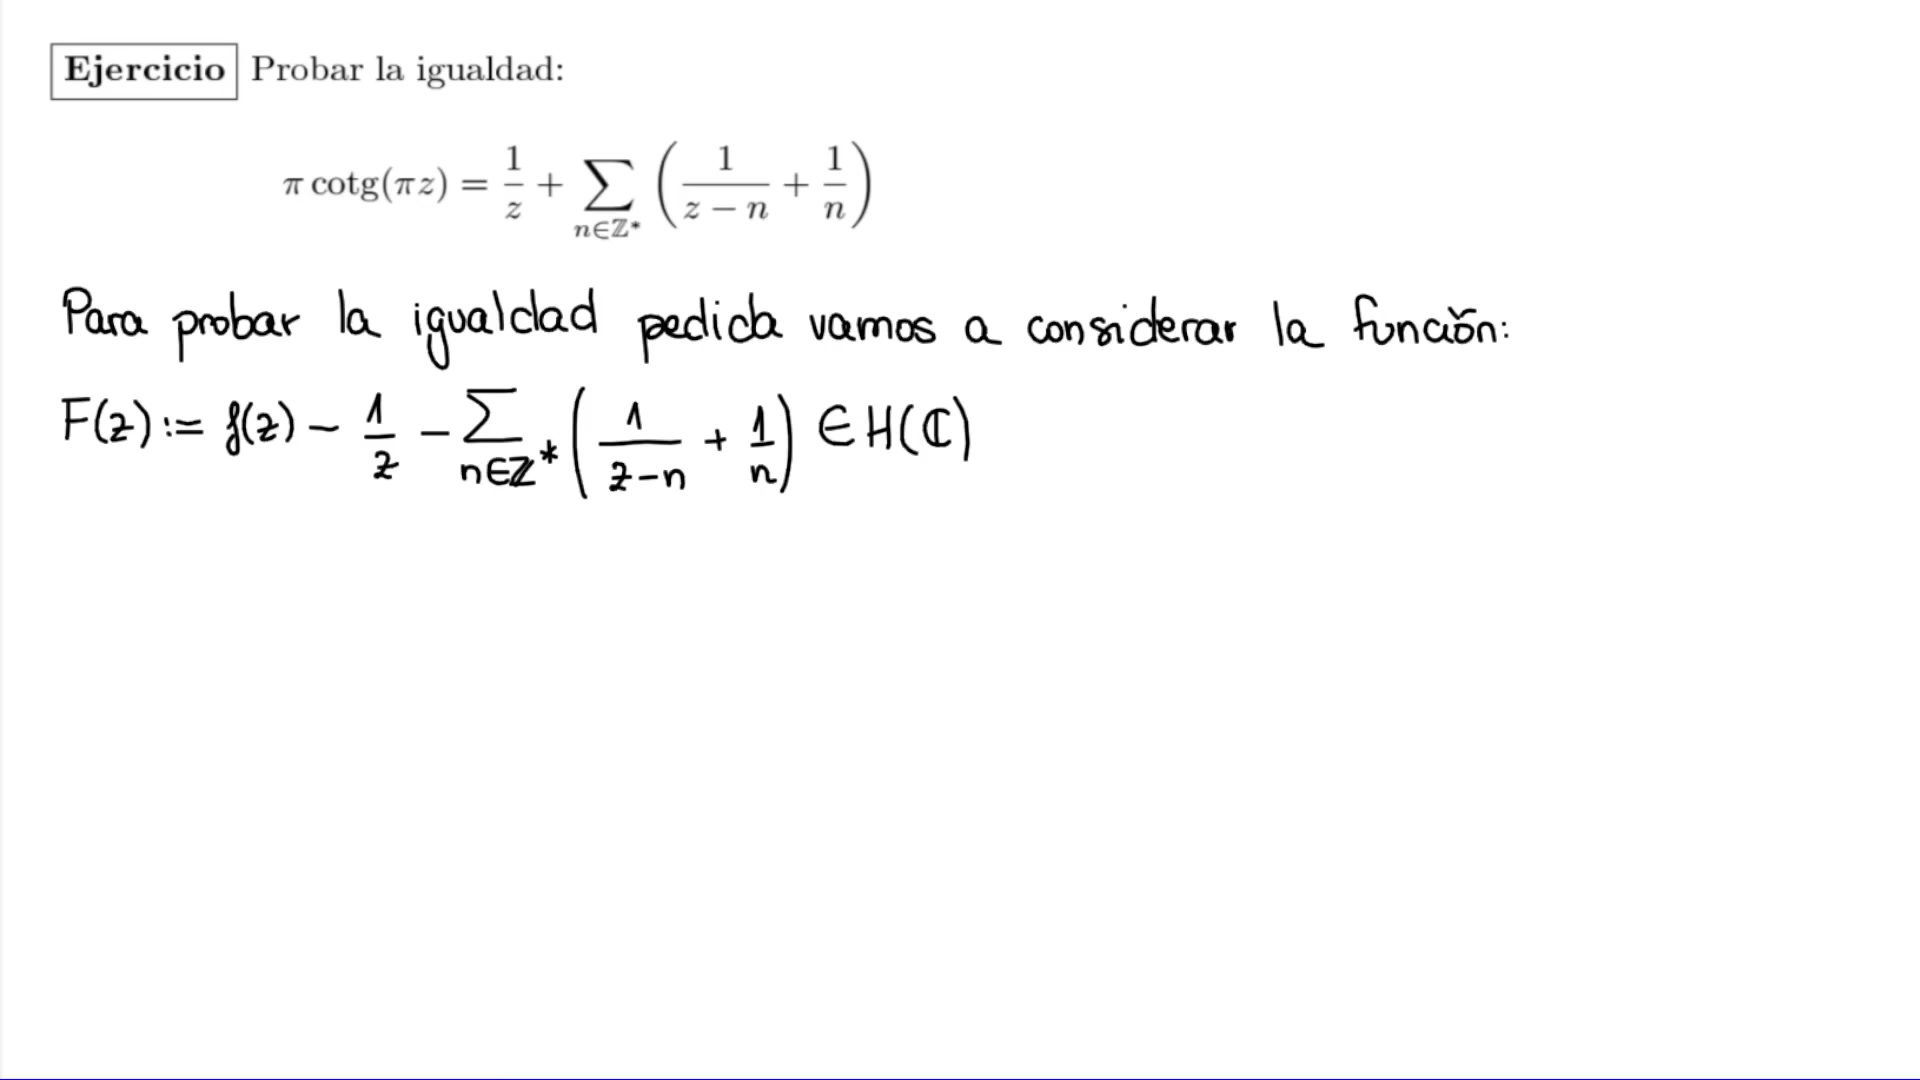 Ejercicio Probar la igualdad:
π cotg(πz) = 1/z + ∑_{n∈ℤ*} ( 1/(z − n) + 1/n )
Para probar la igualdad pedida vamos a considerar la función:
F(z) := f(z) − 1/z − ∑_{n∈ℤ*} ( 1/(z−n) + 1/n ) ∈ H(ℂ)